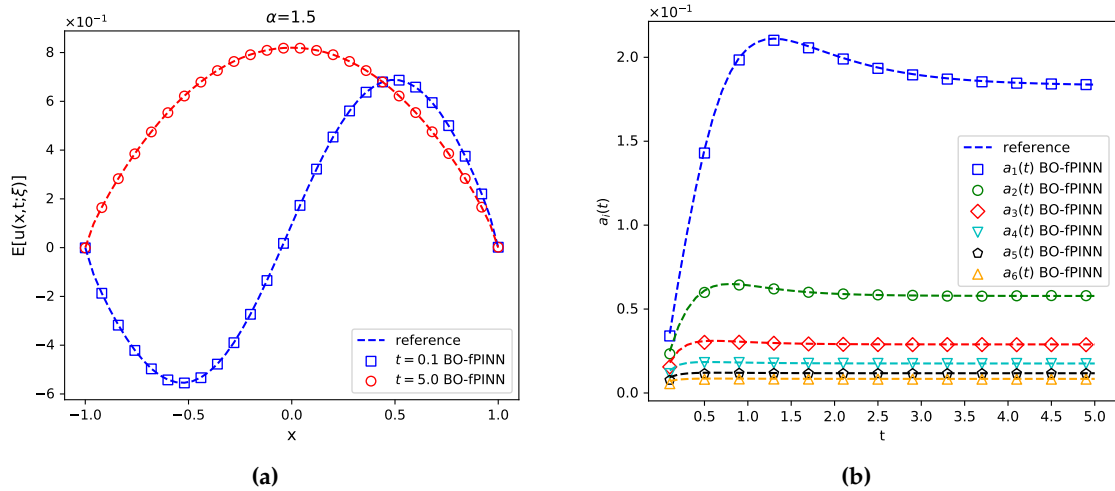 α=1.5
×10⁻¹
E[u(x,t;ξ)]
8
6
4
2
0
−2
−4
−6
reference
t = 0.1 BO-fPINN
t = 5.0 BO-fPINN
−1.0 −0.5 0.0 0.5 1.0
x
(a)
×10⁻¹
aᵢ(t)
2.0
1.5
1.0
0.5
0.0
reference
a₁(t) BO-fPINN
a₂(t) BO-fPINN
a₃(t) BO-fPINN
a₄(t) BO-fPINN
a₅(t) BO-fPINN
a₆(t) BO-fPINN
0.5 1.0 1.5 2.0 2.5 3.0 3.5 4.0 4.5 5.0
t
(b)